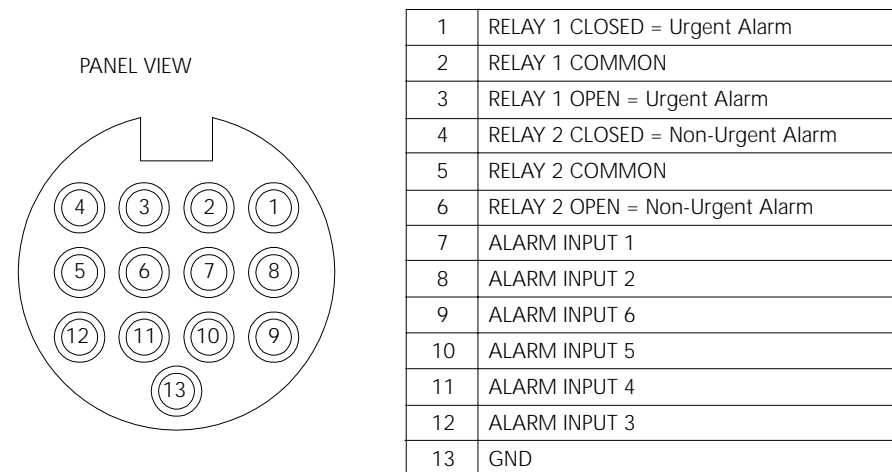 PANEL VIEW
4 3 2 1
5 6 7 8
12 11 10 9
13
1 RELAY 1 CLOSED = Urgent Alarm
2 RELAY 1 COMMON
3 RELAY 1 OPEN = Urgent Alarm
4 RELAY 2 CLOSED = Non-Urgent Alarm
5 RELAY 2 COMMON
6 RELAY 2 OPEN = Non-Urgent Alarm
7 ALARM INPUT 1
8 ALARM INPUT 2
9 ALARM INPUT 6
10 ALARM INPUT 5
11 ALARM INPUT 4
12 ALARM INPUT 3
13 GND